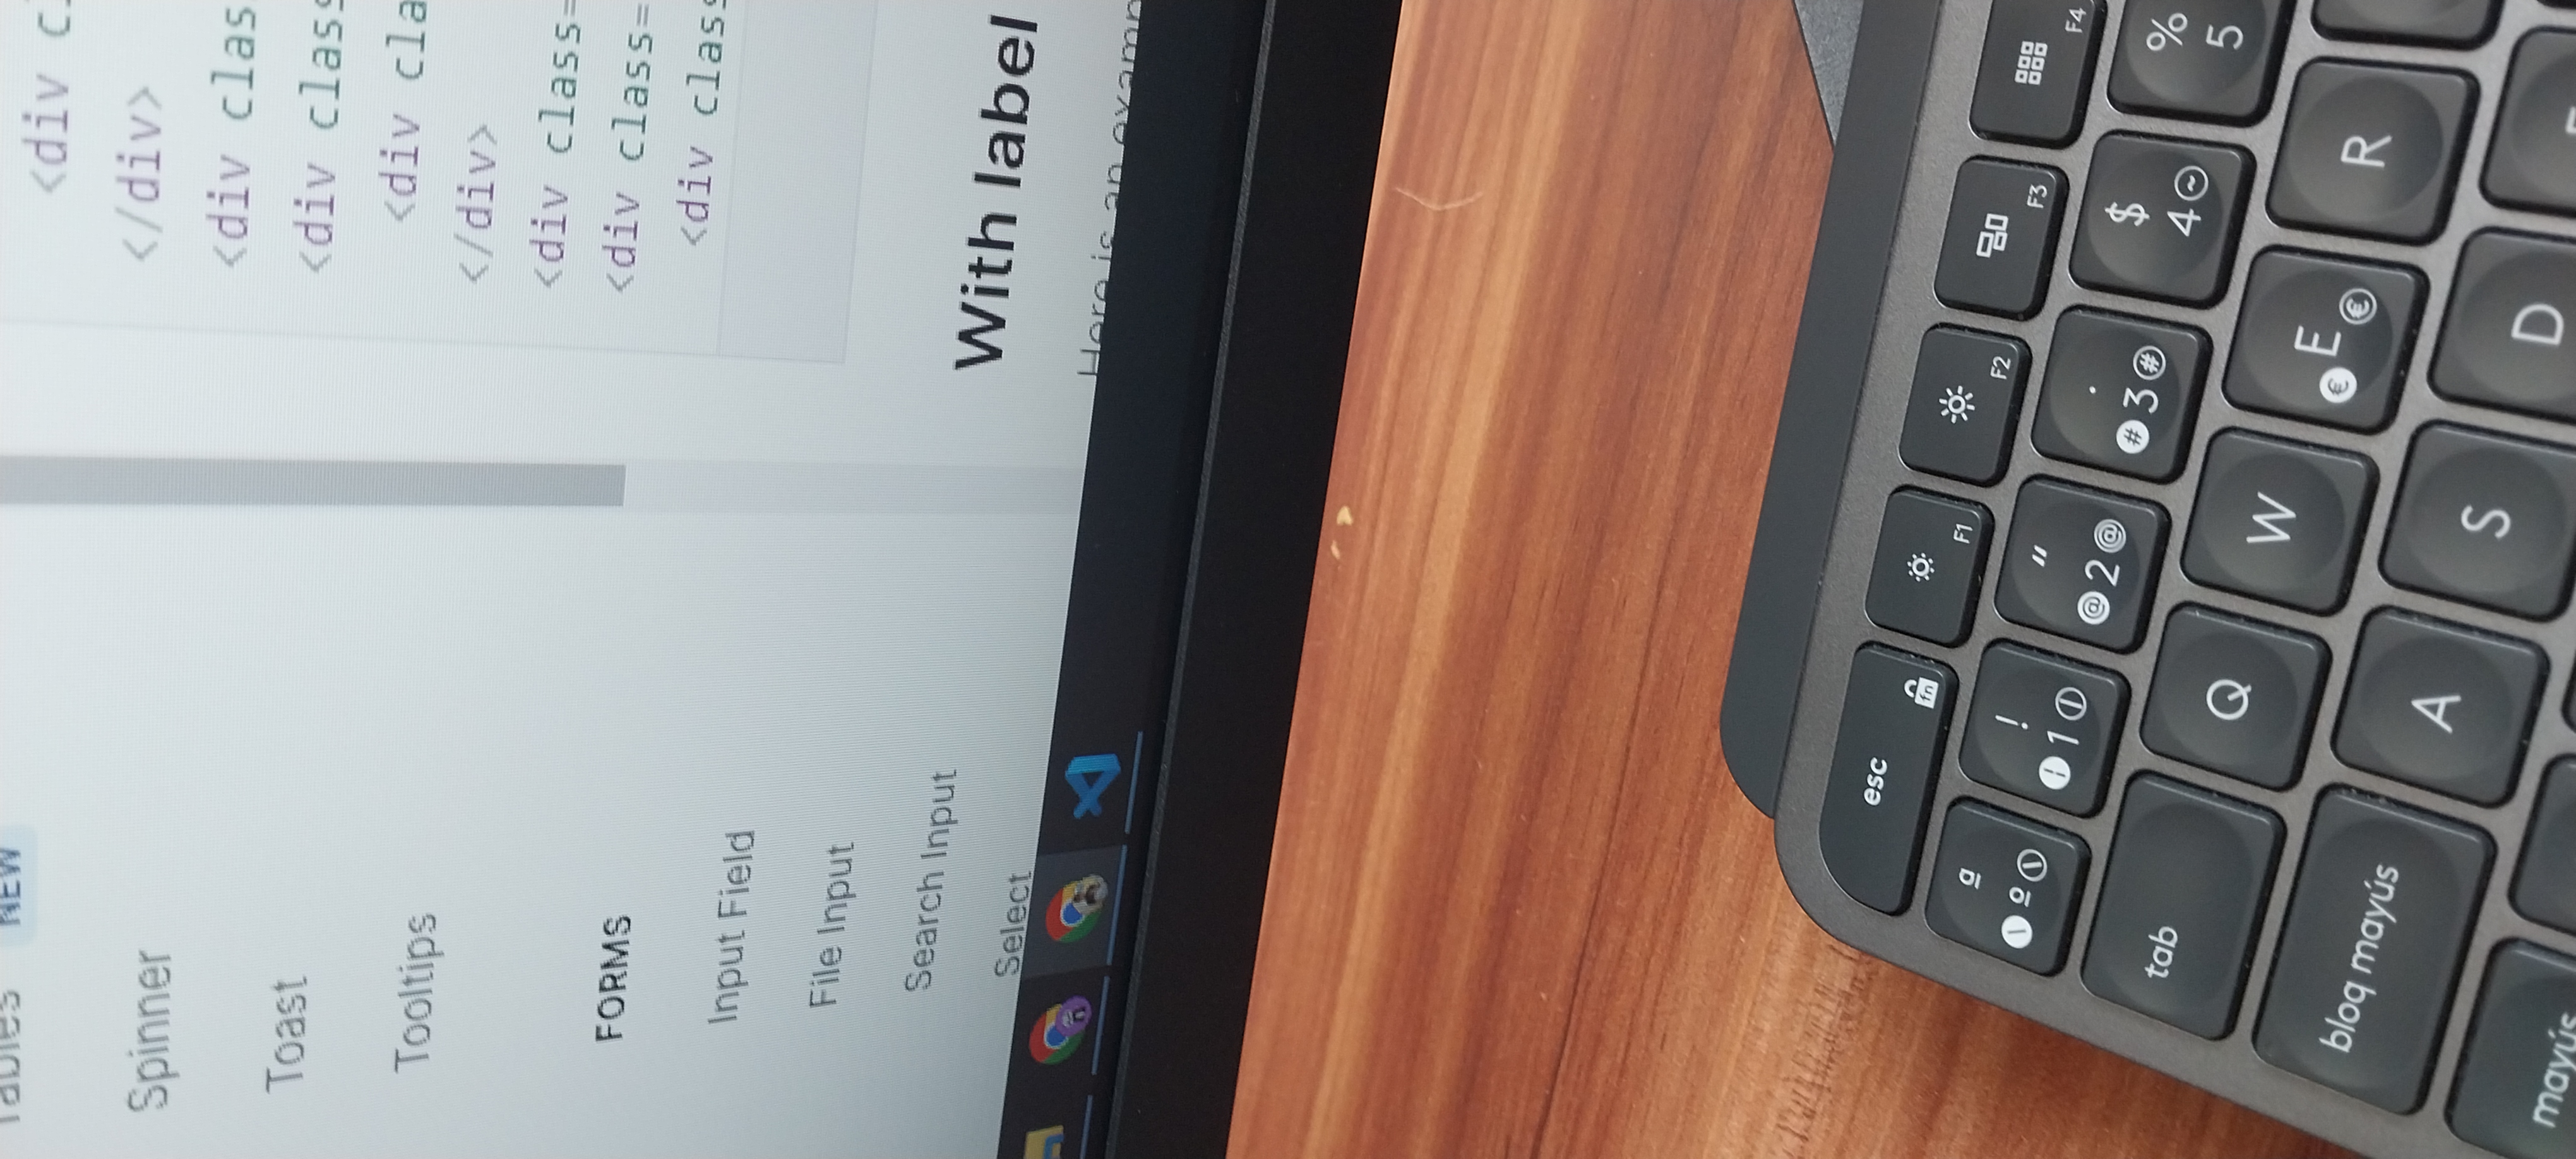 Tables NEW
Spinner
Toast
Tooltips
FORMS
Input Field
File Input
Search Input
Select
<div cl
</div>
<div clas
<div class
<div cla
</div>
<div class=
<div class=
<div class
With label
Here is an examp
esc fn
F1
F2
F3
F4
ª
\ º \
!
| 1 |
"
@ 2 @
·
# 3 #
$
4 ~
%
5
tab
Q
W
E
€ €
R
bloq mayús
A
S
D
mayús